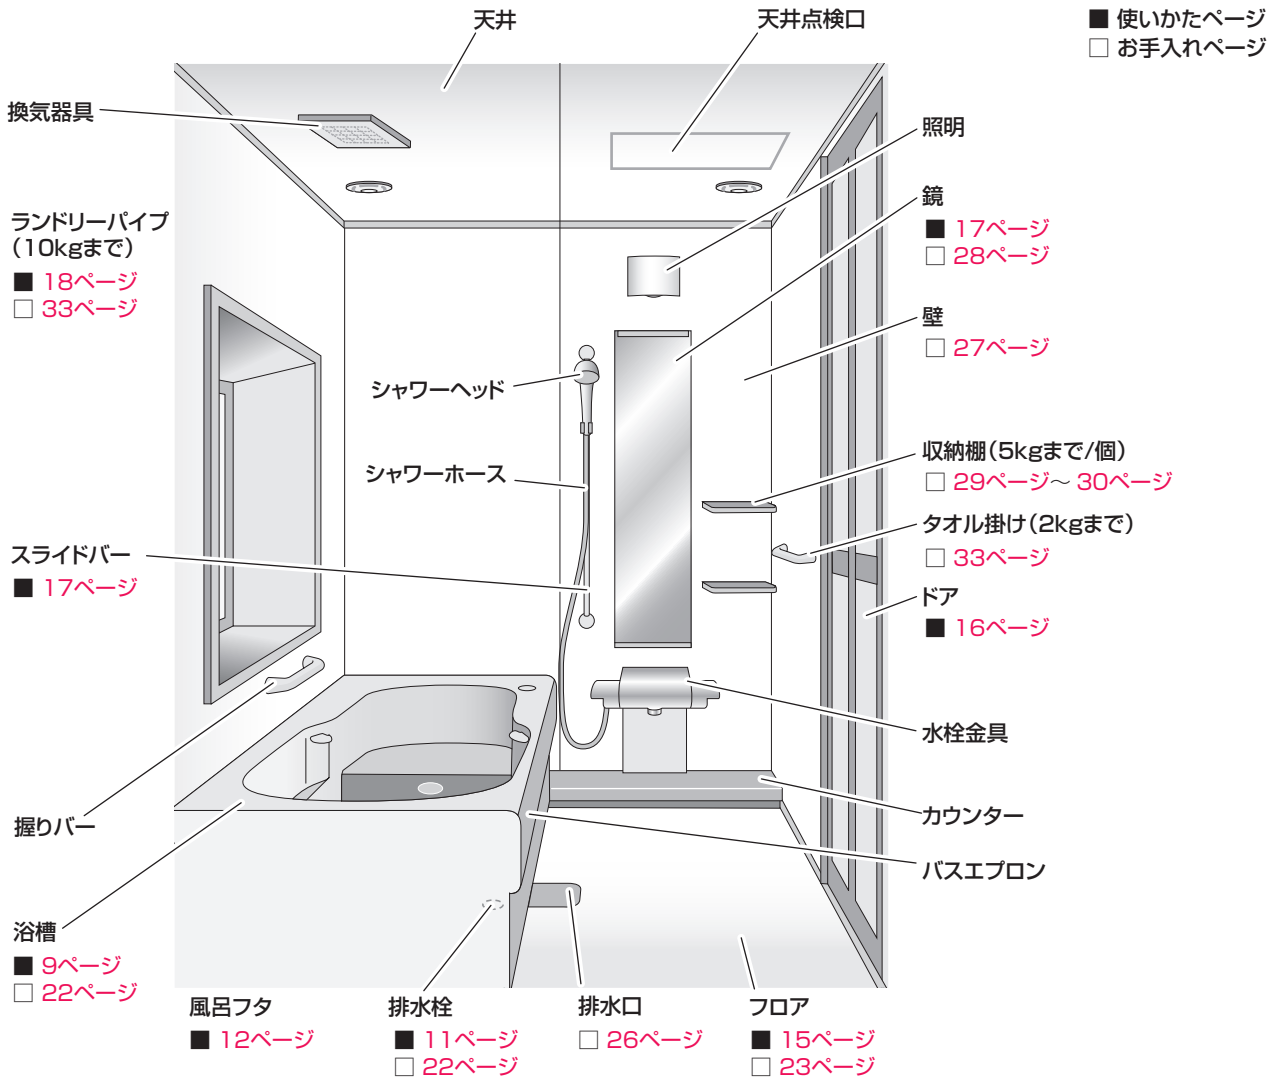 天井
天井点検口
■ 使いかたページ
□ お手入れページ
換気器具
照明
鏡
■ 17ページ
□ 28ページ
ランドリーパイプ
(10kgまで)
■ 18ページ
□ 33ページ
壁
□ 27ページ
シャワーヘッド
シャワーホース
収納棚(5kgまで/個)
□ 29ページ～30ページ
タオル掛け(2kgまで)
□ 33ページ
スライドバー
■ 17ページ
ドア
■ 16ページ
水栓金具
カウンター
握りバー
バスエプロン
浴槽
■ 9ページ
□ 22ページ
風呂フタ
■ 12ページ
排水栓
■ 11ページ
□ 22ページ
排水口
□ 26ページ
フロア
■ 15ページ
□ 23ページ